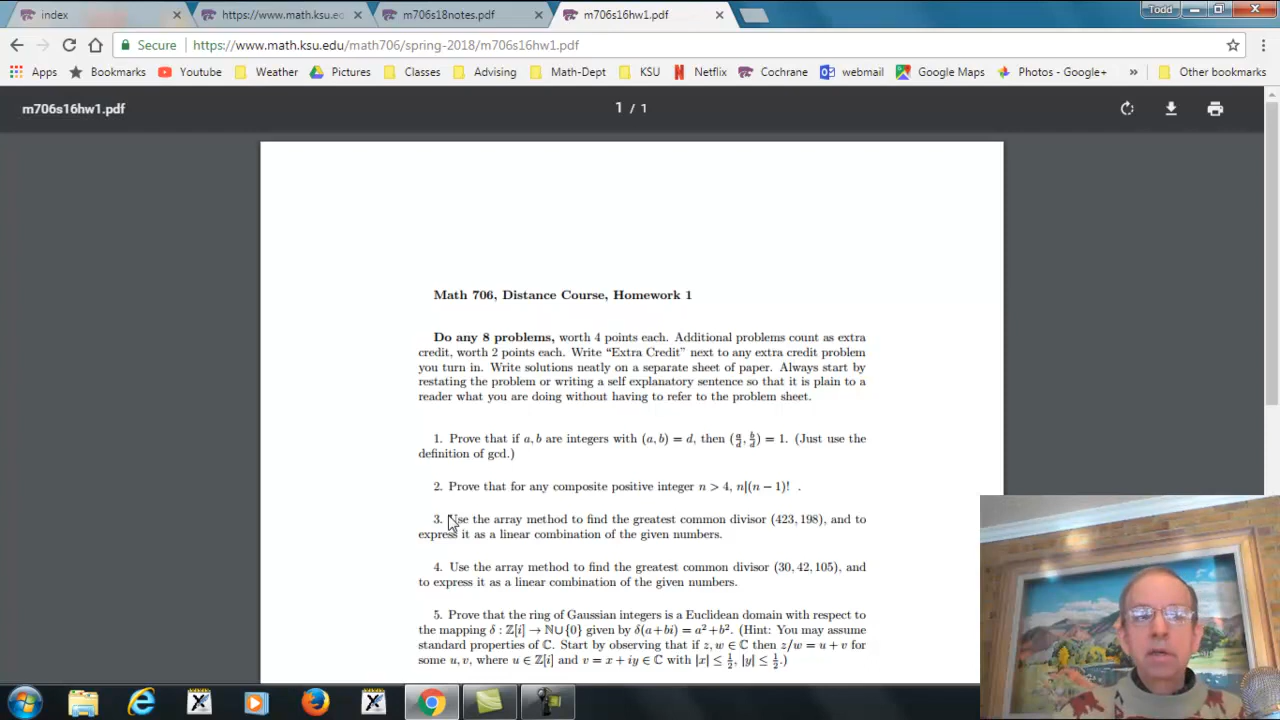 index
https://www.math.ksu.ed
m706s18notes.pdf
m706s16hw1.pdf
Todd
Secure
https://www.math.ksu.edu/math706/spring-2018/m706s16hw1.pdf
Apps
Bookmarks
Youtube
Weather
Pictures
Classes
Advising
Math-Dept
KSU
Netflix
Cochrane
webmail
Google Maps
Photos - Google+
»
Other bookmarks
m706s16hw1.pdf
1 / 1
Math 706, Distance Course, Homework 1
Do any 8 problems, worth 4 points each. Additional problems count as extra
credit, worth 2 points each. Write “Extra Credit” next to any extra credit problem
you turn in. Write solutions neatly on a separate sheet of paper. Always start by
restating the problem or writing a self explanatory sentence so that it is plain to a
reader what you are doing without having to refer to the problem sheet.
1. Prove that if a, b are integers with (a, b) = d, then (a/d, b/d) = 1. (Just use the
definition of gcd.)
2. Prove that for any composite positive integer n > 4, n|(n − 1)! .
3. Use the array method to find the greatest common divisor (423, 198), and to
express it as a linear combination of the given numbers.
4. Use the array method to find the greatest common divisor (30, 42, 105), and
to express it as a linear combination of the given numbers.
5. Prove that the ring of Gaussian integers is a Euclidean domain with respect to
the mapping δ : ℤ[i] → ℕ∪{0} given by δ(a+bi) = a²+b². (Hint: You may assume
standard properties of ℂ. Start by observing that if z, w ∈ ℂ then z/w = u + v for
some u, v, where u ∈ ℤ[i] and v = x + iy ∈ ℂ with |x| ≤ 1/2, |y| ≤ 1/2.)